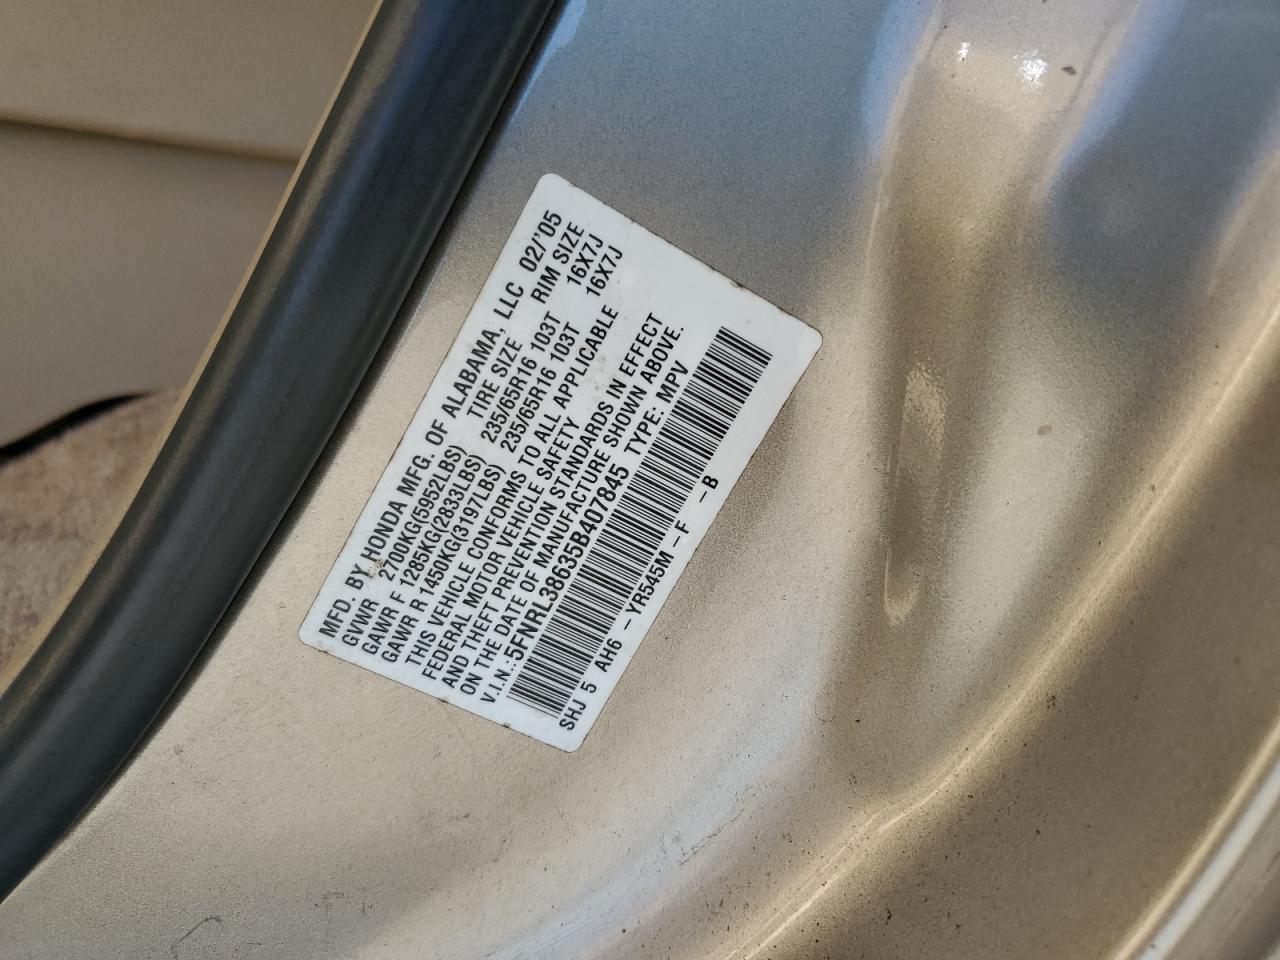 MFD. BY HONDA MFG. OF ALABAMA, LLC 02/'05
GVWR 2700KG(5952LBS) TIRE SIZE RIM SIZE
GAWR F 1285KG(2833LBS) 235/65R16 103T 16X7J
GAWR R 1450KG(3197LBS) 235/65R16 103T 16X7J
THIS VEHICLE CONFORMS TO ALL APPLICABLE
FEDERAL MOTOR VEHICLE SAFETY
AND THEFT PREVENTION STANDARDS IN EFFECT
ON THE DATE OF MANUFACTURE SHOWN ABOVE.
V.I.N.:5FNRL38635B407845 TYPE: MPV
SHJ 5 AH6 -YR545M -F -B